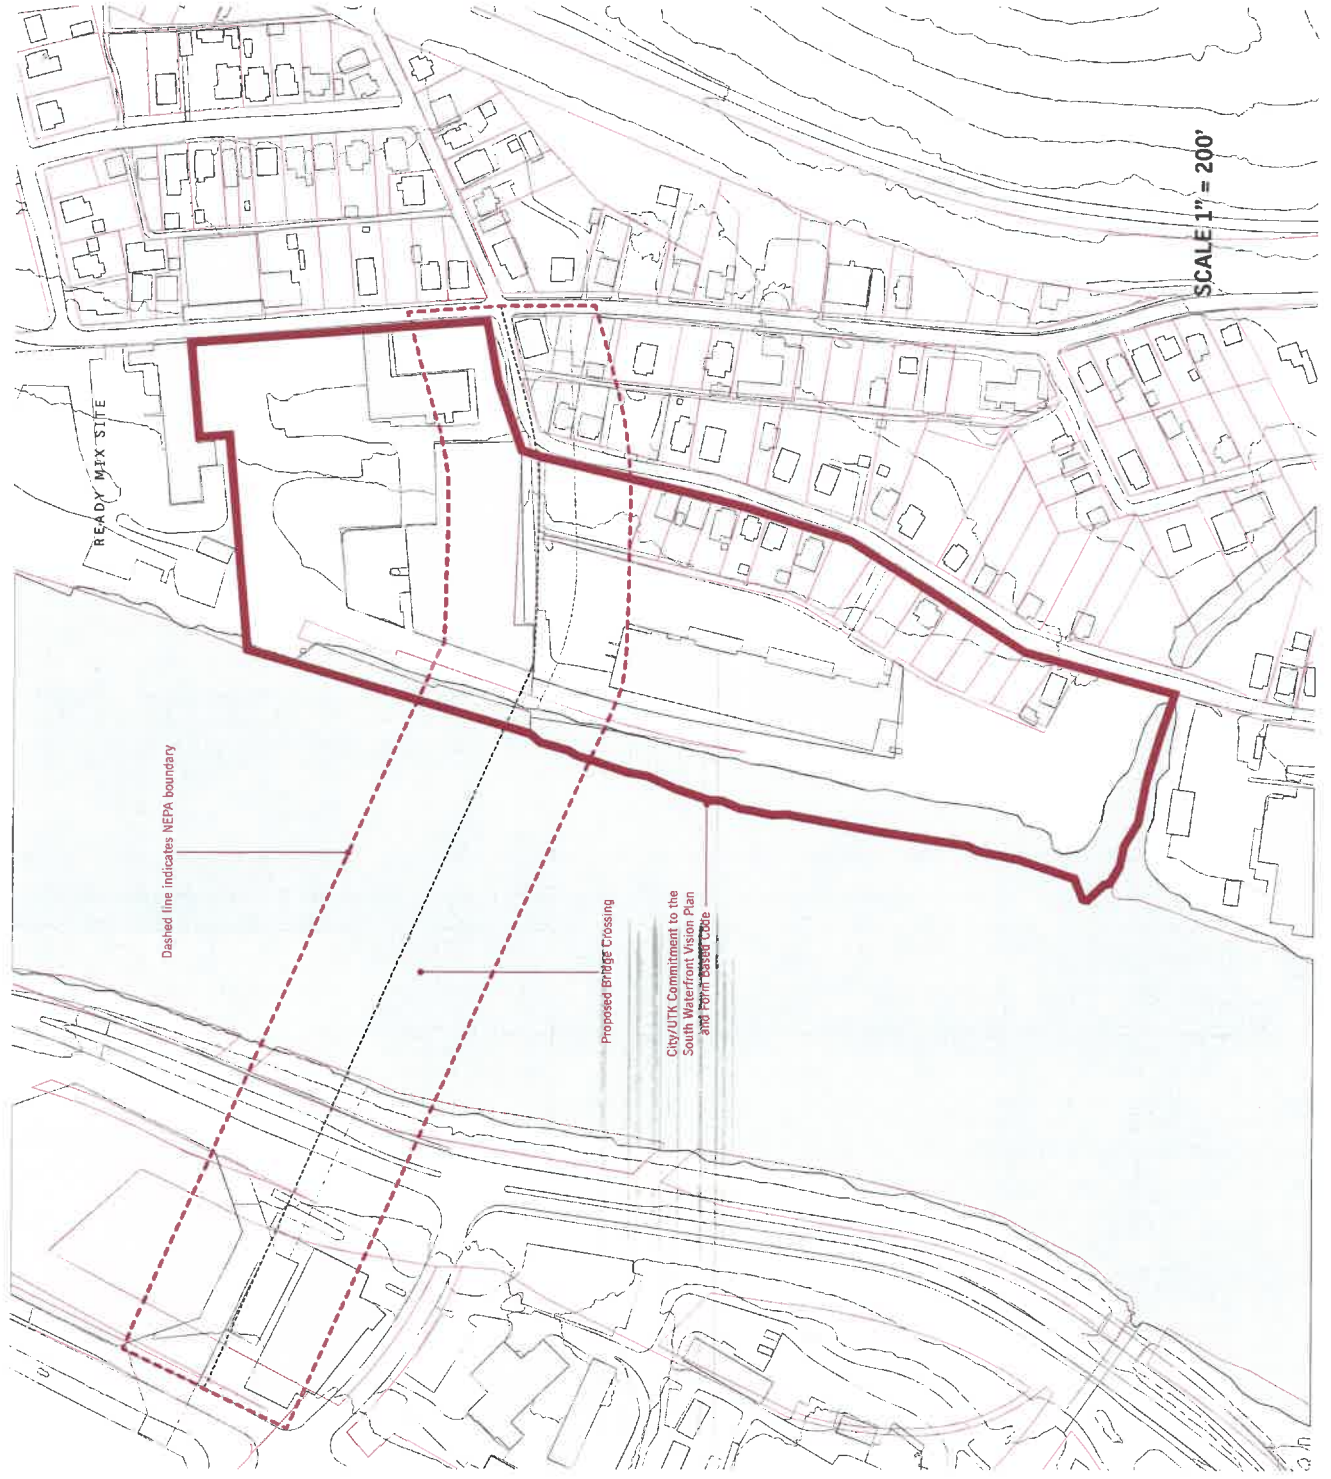 READY MIX SITE
SCALE 1" = 200'
Dashed line indicates NEPA boundary
Proposed Bridge Crossing
City/UTK Commitment to the
South Waterfront Vision Plan
and Form Based Code